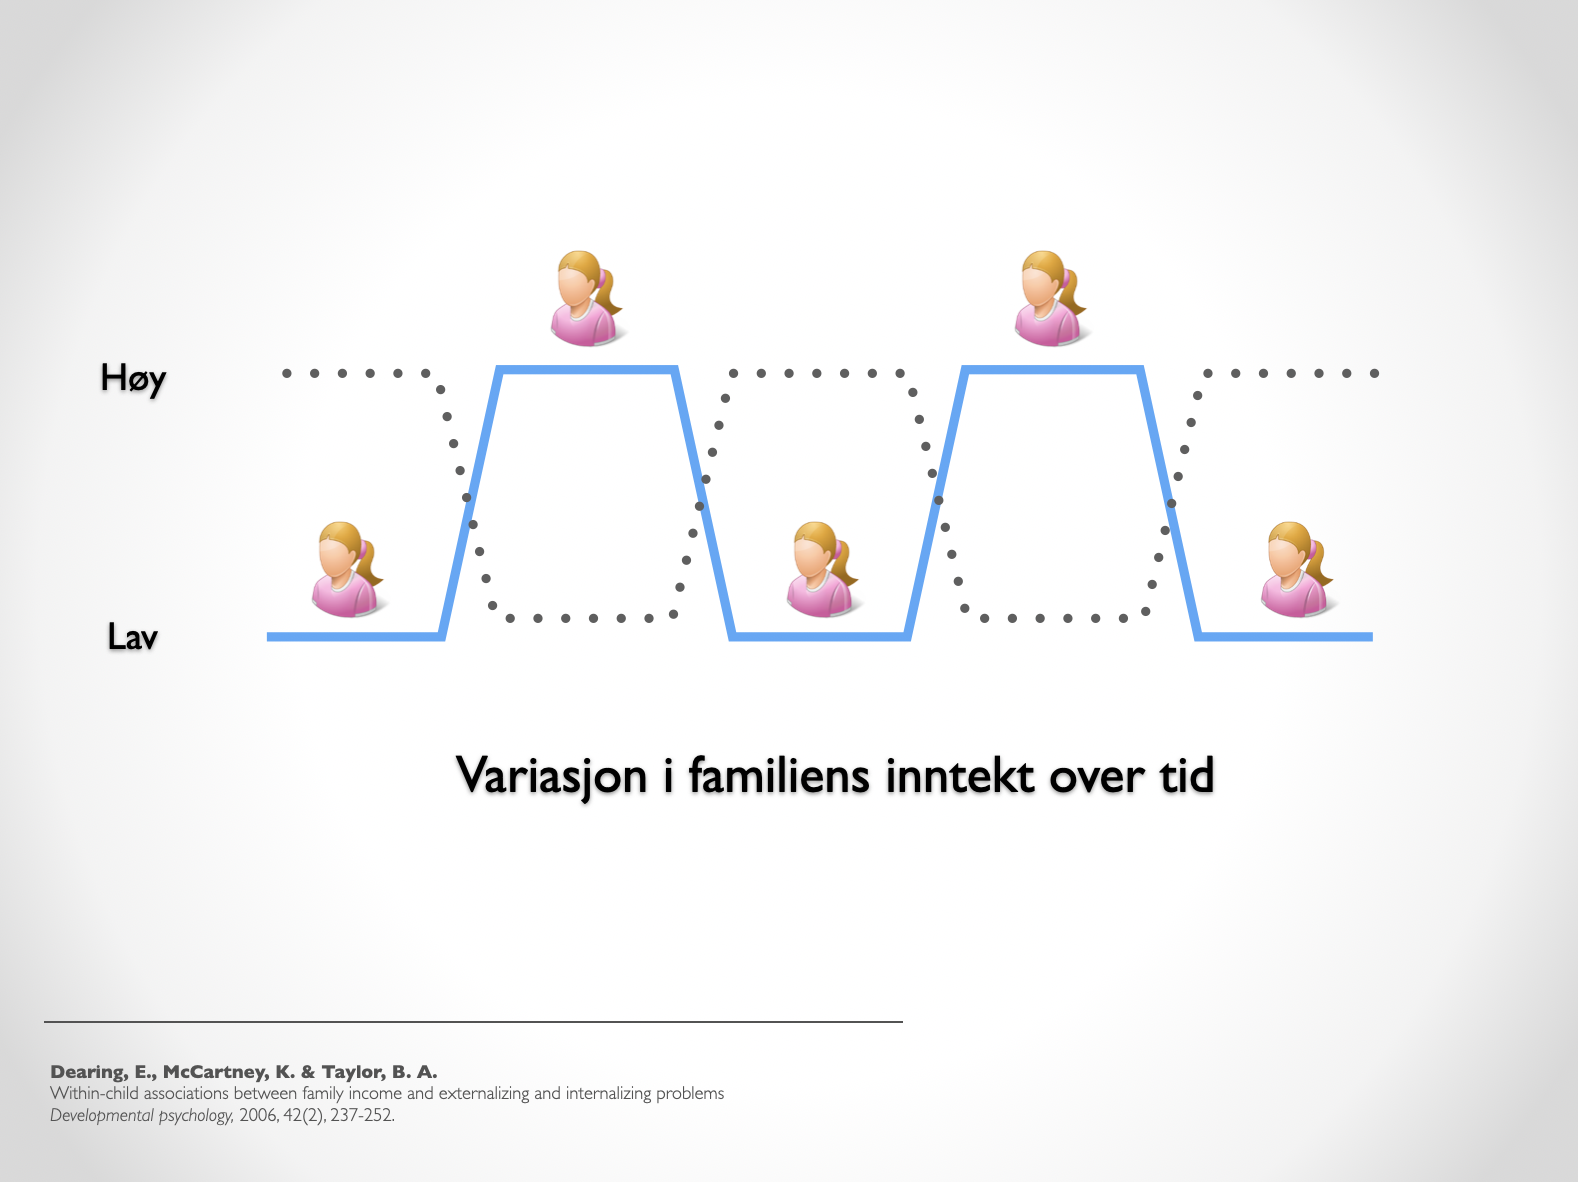 Høy
Lav
Variasjon i familiens inntekt over tid
Dearing, E., McCartney, K. & Taylor, B. A.
Within-child associations between family income and externalizing and internalizing problems
Developmental psychology, 2006, 42(2), 237-252.